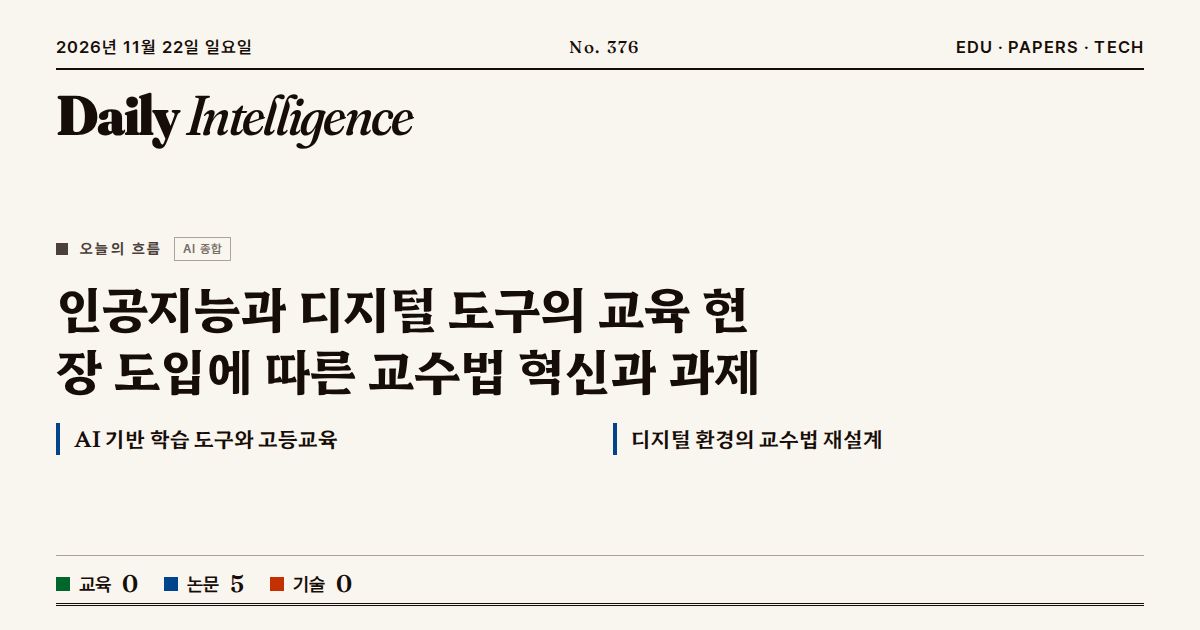 2026년 11월 22일 일요일
No. 376
EDU · PAPERS · TECH
Daily Intelligence
오늘의 흐름
AI 종합
인공지능과 디지털 도구의 교육 현
장 도입에 따른 교수법 혁신과 과제
AI 기반 학습 도구와 고등교육
디지털 환경의 교수법 재설계
교육 0 논문 5 기술 0